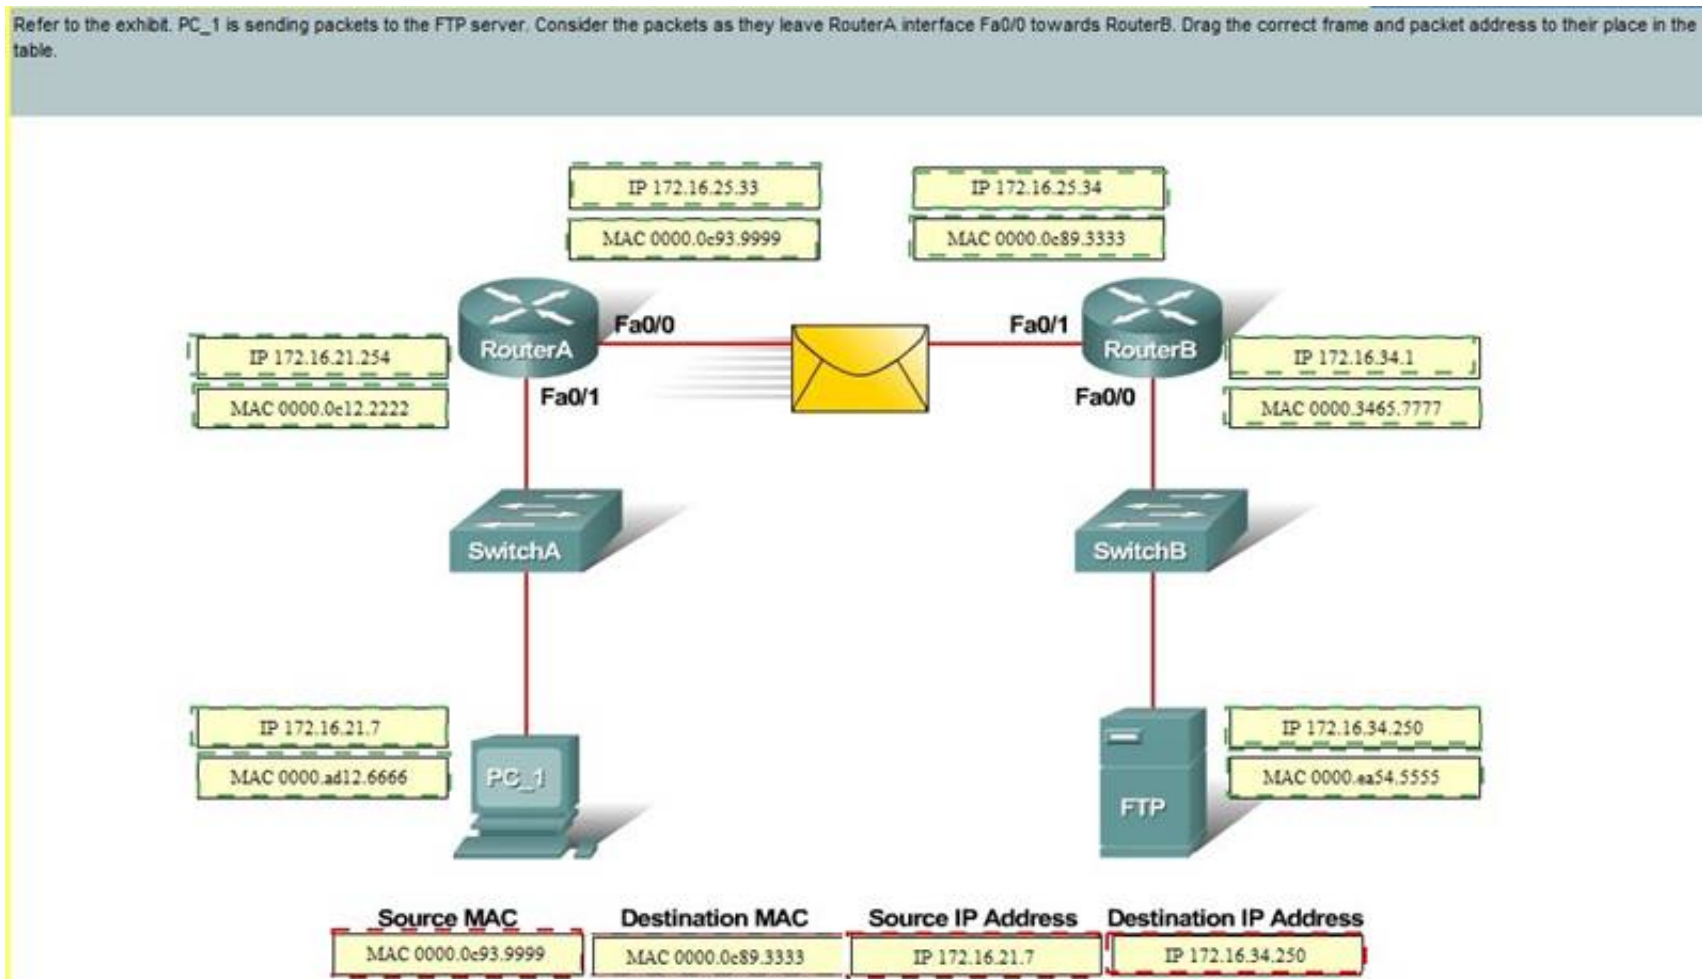 Refer to the exhibit. PC_1 is sending packets to the FTP server. Consider the packets as they leave RouterA interface Fa0/0 towards RouterB. Drag the correct frame and packet address to their place in the
table.
IP 172.16.25.33
IP 172.16.25.34
MAC 0000.0c93.9999
MAC 0000.0c89.3333
Fa0/0
Fa0/1
RouterA
RouterB
IP 172.16.21.254
IP 172.16.34.1
Fa0/1
Fa0/0
MAC 0000.0c12.2222
MAC 0000.3465.7777
SwitchA
SwitchB
IP 172.16.21.7
IP 172.16.34.250
MAC 0000.ad12.6666
MAC 0000.ea54.5555
PC_1
FTP
Source MAC
Destination MAC
Source IP Address
Destination IP Address
MAC 0000.0c93.9999
MAC 0000.0c89.3333
IP 172.16.21.7
IP 172.16.34.250